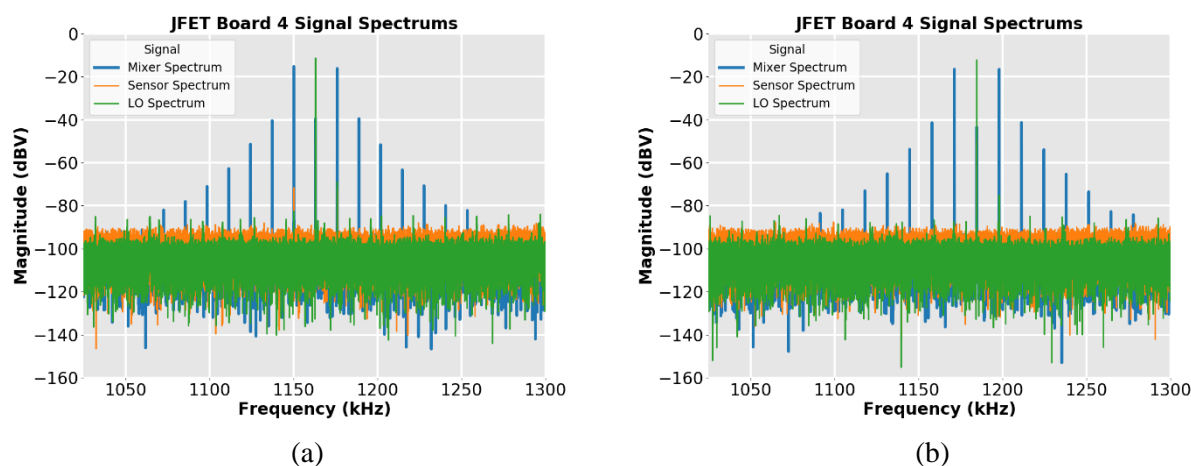 JFET Board 4 Signal Spectrums
Magnitude (dBV)
0
−20
−40
−60
−80
−100
−120
−140
−160
Signal
Mixer Spectrum
Sensor Spectrum
LO Spectrum
1050 1100 1150 1200 1250 1300
Frequency (kHz)
(a)
JFET Board 4 Signal Spectrums
Magnitude (dBV)
0
−20
−40
−60
−80
−100
−120
−140
−160
Signal
Mixer Spectrum
Sensor Spectrum
LO Spectrum
1050 1100 1150 1200 1250 1300
Frequency (kHz)
(b)